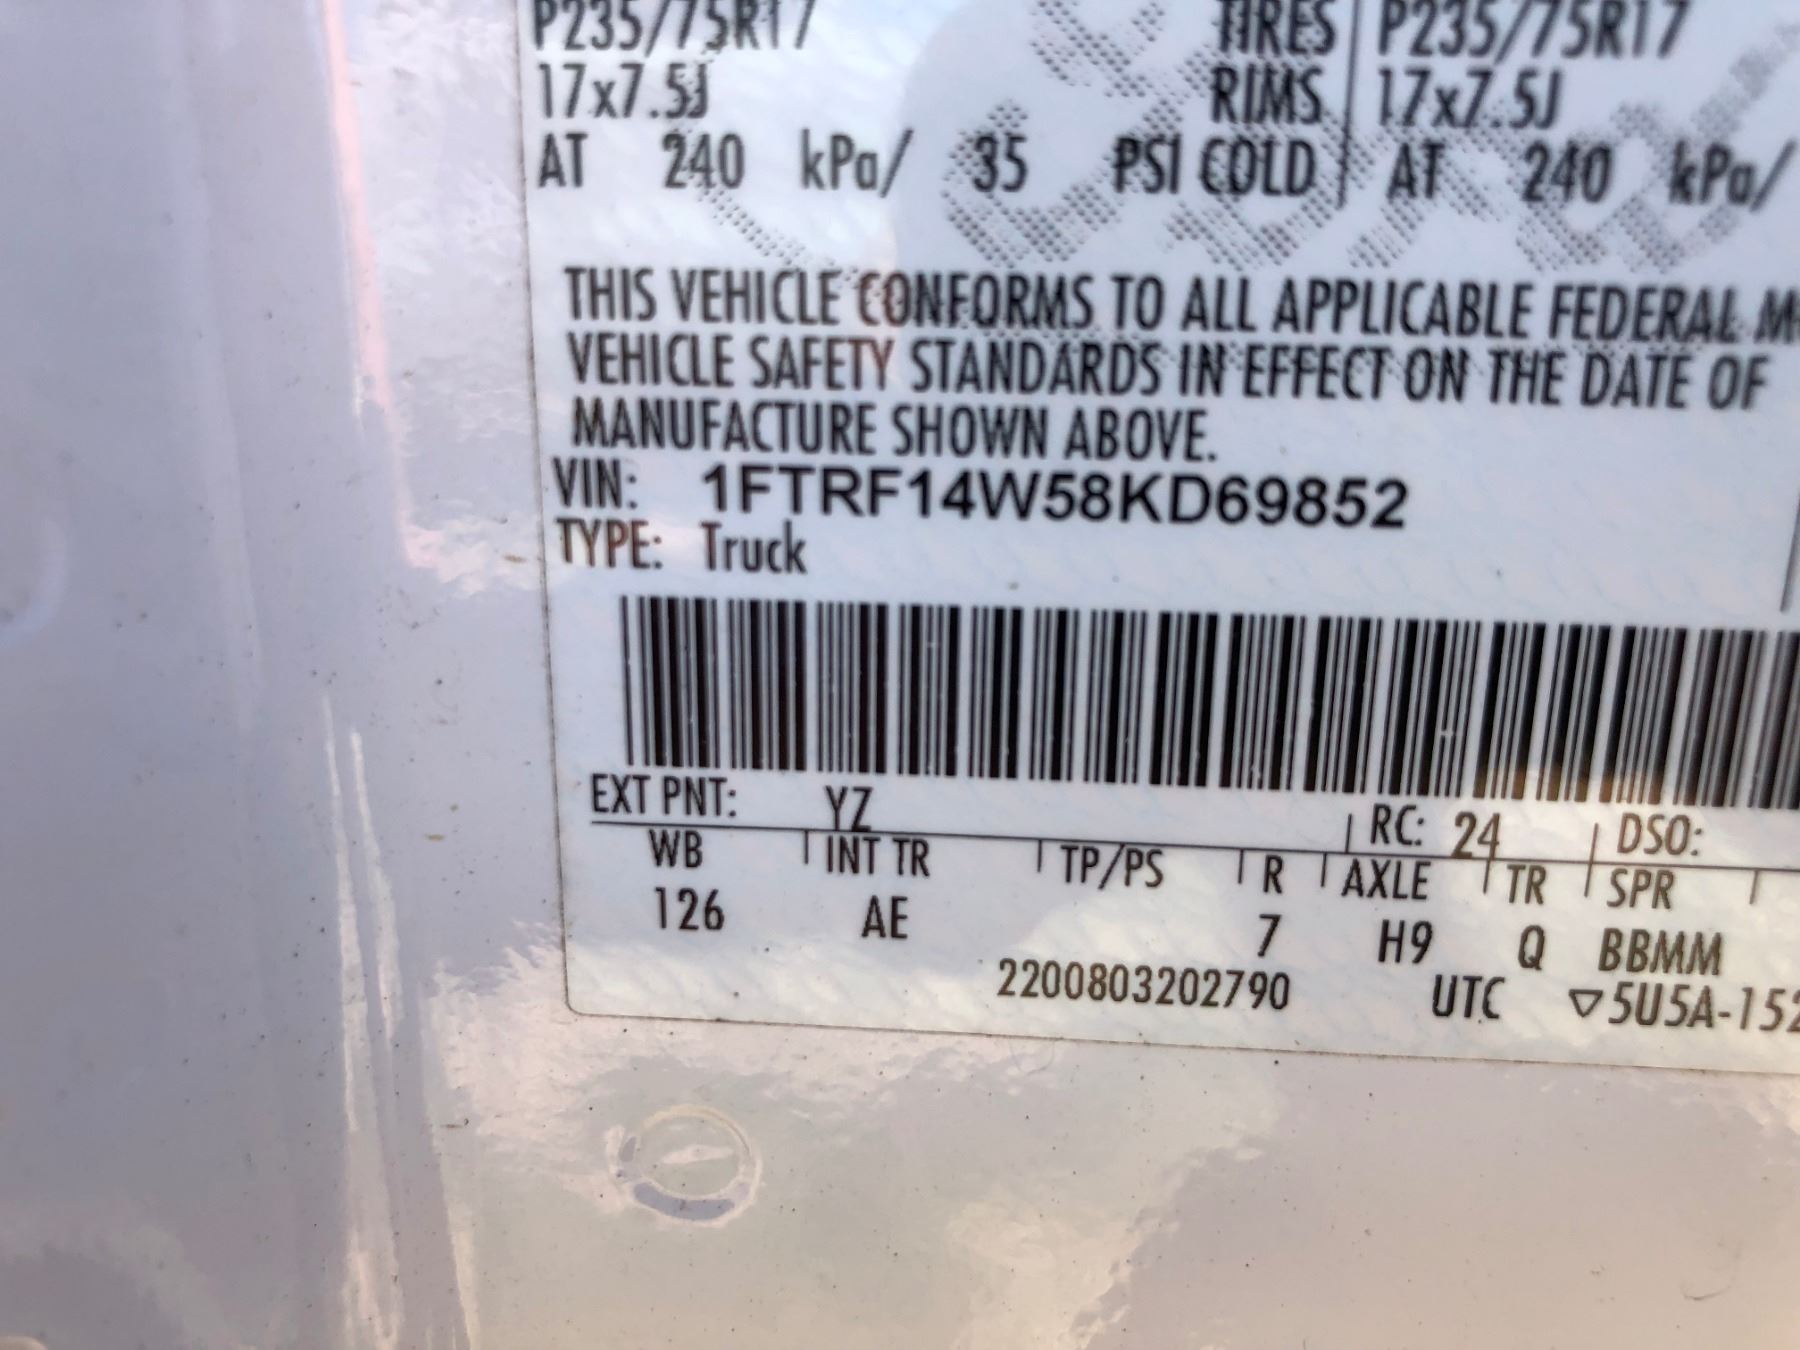 P235/75R17 TIRES P235/75R17
17x7.5J RIMS 17x7.5J
AT 240 kPa/ 35 PSI COLD AT 240 kPa/
THIS VEHICLE CONFORMS TO ALL APPLICABLE FEDERAL M
VEHICLE SAFETY STANDARDS IN EFFECT ON THE DATE OF
MANUFACTURE SHOWN ABOVE.
VIN: 1FTRF14W58KD69852
TYPE: Truck
EXT PNT: YZ RC: 24 DSO:
WB INT TR TP/PS R AXLE TR SPR
126 AE 7 H9 Q BBMM
2200803202790 UTC ▽5U5A-152